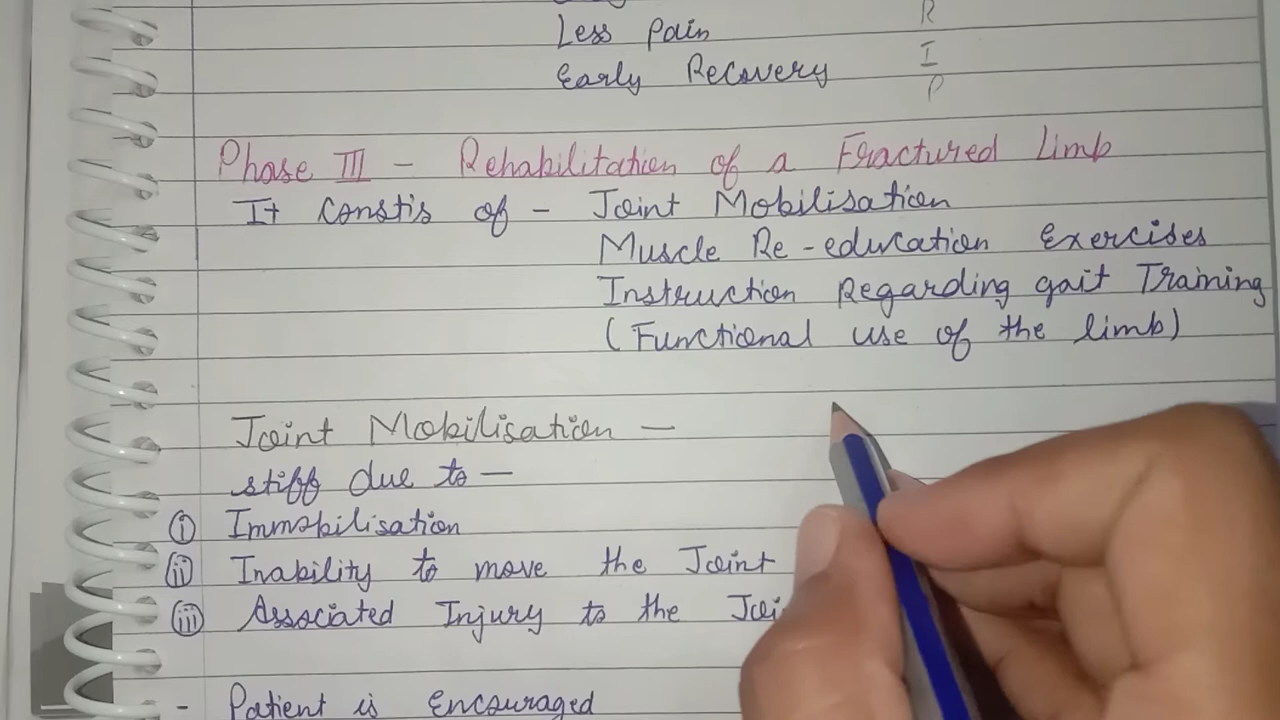 Less Pain
R
Early Recovery
I
P
Phase III - Rehabilitation of a Fractured Limb
It constis of - Joint Mobilisation
Muscle Re-education Exercises
Instruction Regarding gait Training
(Functional use of the limb)
Joint Mobilisation -
stiff due to -
(i) Immobilisation
(ii) Inability to move the Joint
(iii) Associated Injury to the
- Patient is Encouraged